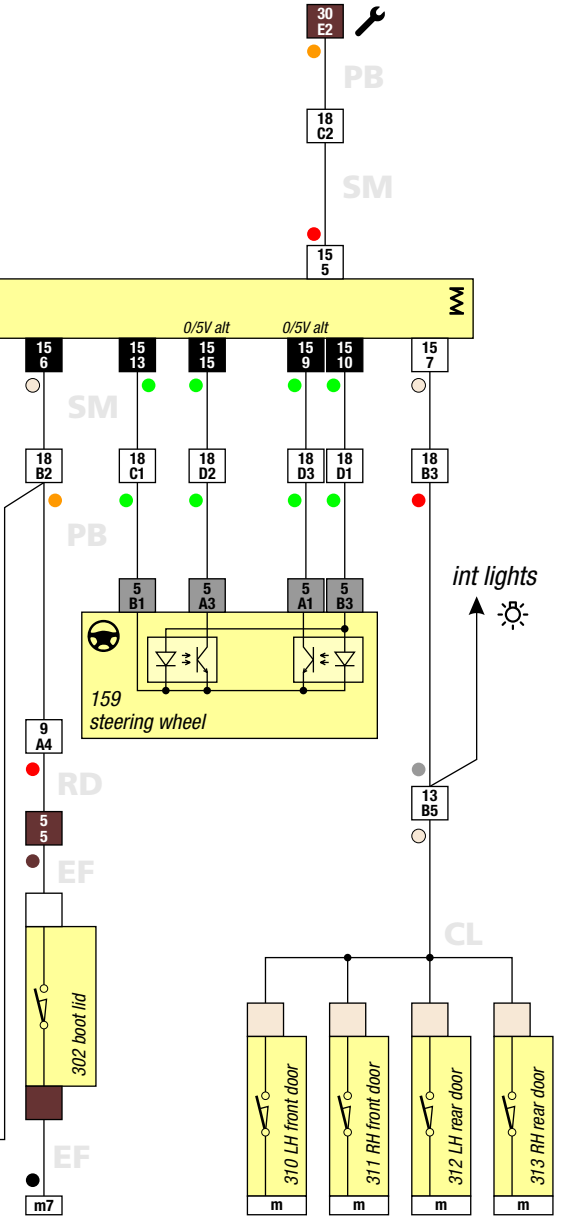 30
E2
PB
18
C2
SM
15
5
0/5V alt
0/5V alt
15
6
15
13
15
15
15
9
15
10
15
7
SM
18
B2
18
C1
18
D2
18
D3
18
D1
18
B3
PB
int lights
5
B1
5
A3
5
A1
5
B3
159
steering wheel
9
A4
RD
13
B5
5
5
EF
CL
302 boot lid
310 LH front door
311 RH front door
312 LH rear door
313 RH rear door
EF
m7
m
m
m
m